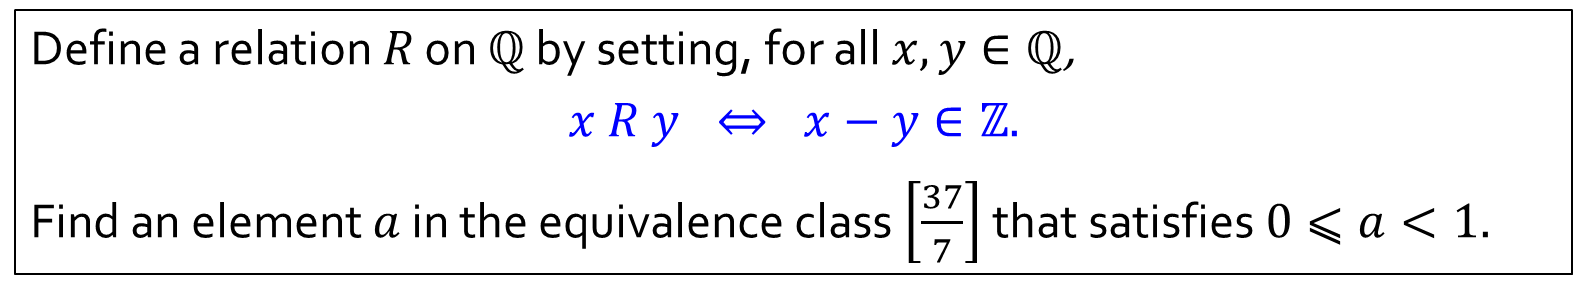 Define a relation R on ℚ by setting, for all x, y ∈ ℚ,
x R y ⇔ x − y ∈ ℤ.
Find an element a in the equivalence class [37/7] that satisfies 0 ⩽ a < 1.